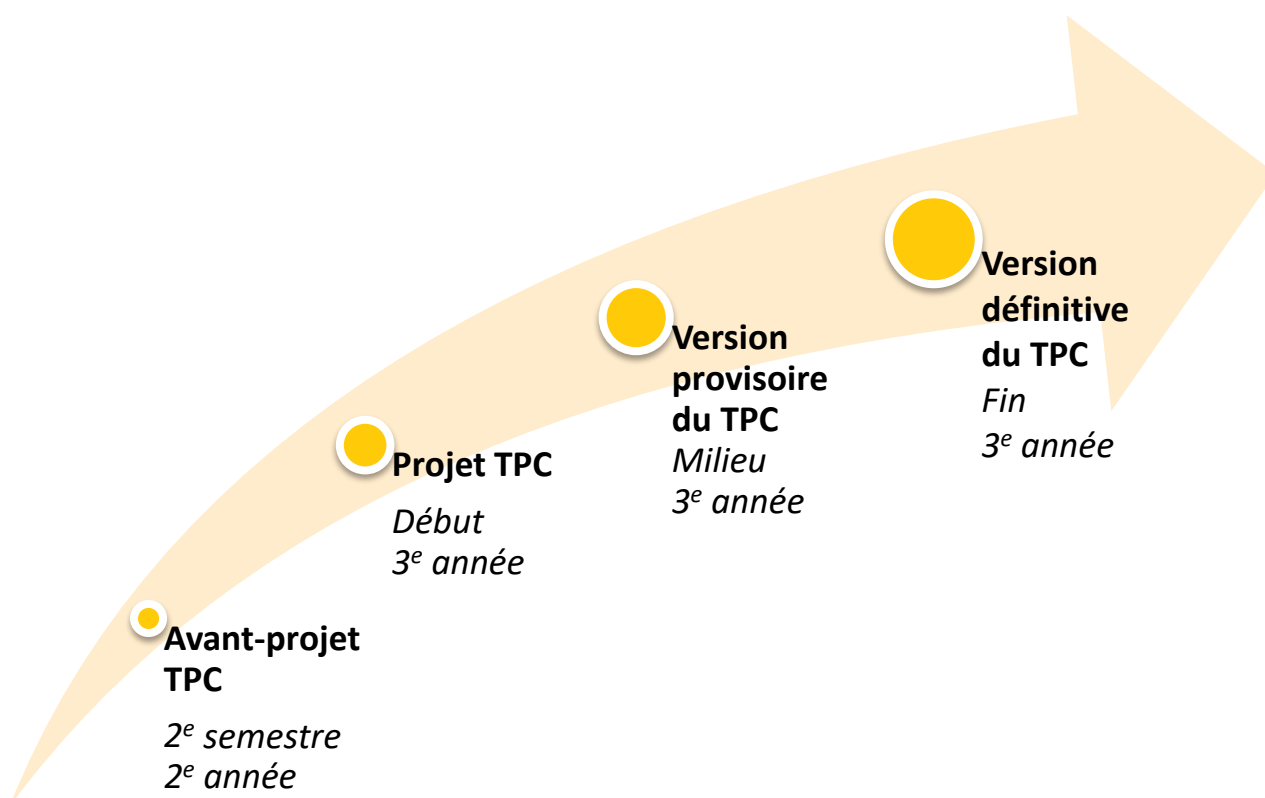 Avant-projet
TPC
2e semestre
2e année
Projet TPC
Début
3e année
Version
provisoire
du TPC
Milieu
3e année
Version
définitive
du TPC
Fin
3e année